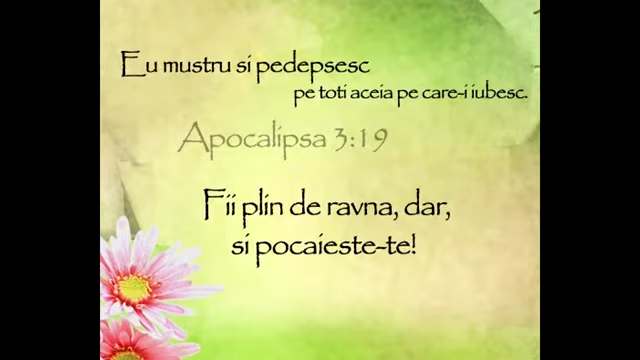 Eu mustru si pedepsesc
pe toti aceia pe care-i iubesc.
Apocalipsa 3:19
Fii plin de ravna, dar,
si pocaieste-te!